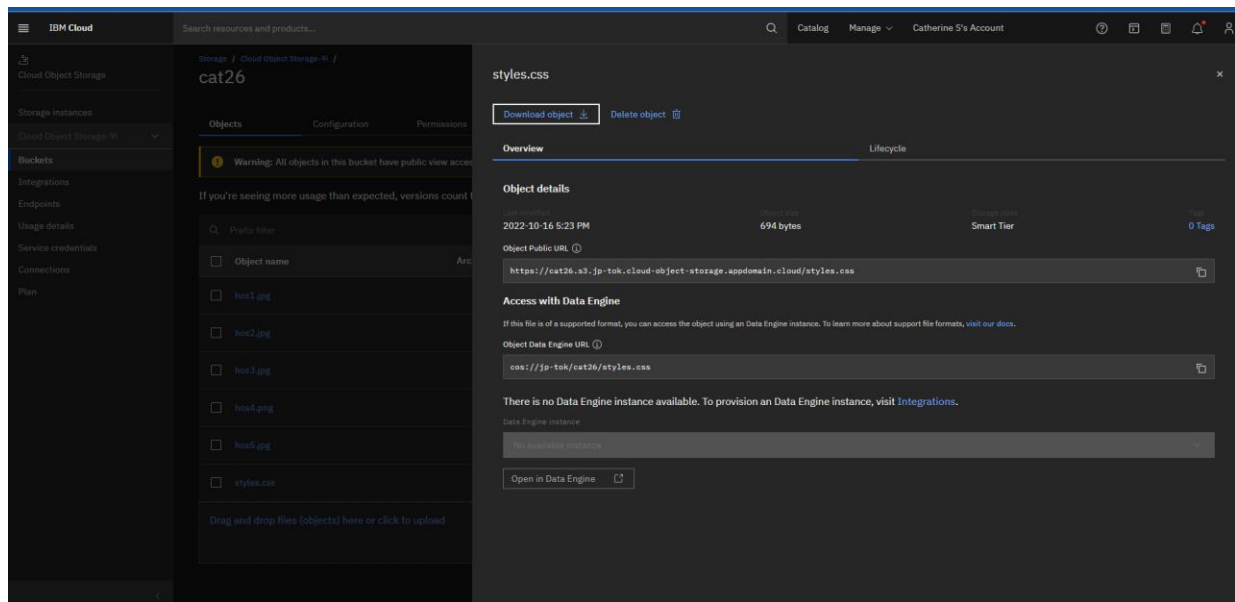 IBM Cloud
Search resources and products...
Catalog
Manage
Catherine S's Account
Cloud Object Storage
Storage instances
Cloud Object Storage-9i
Buckets
Integrations
Endpoints
Usage details
Service credentials
Connections
Plan
Storage / Cloud Object Storage-9i /
cat26
Objects
Configuration
Permissions
Warning: All objects in this bucket have public view acce
If you're seeing more usage than expected, versions count
Prefix filter
Object name
Arc
hos1.jpg
hos2.jpg
hos3.jpg
hos4.png
hos5.jpg
styles.css
Drag and drop files (objects) here or click to upload
styles.css
Download object
Delete object
Overview
Lifecycle
Object details
Last modified
Object size
Storage class
Tags
2022-10-16 5:23 PM
694 bytes
Smart Tier
0 Tags
Object Public URL
https://cat26.s3.jp-tok.cloud-object-storage.appdomain.cloud/styles.css
Access with Data Engine
If this file is of a supported format, you can access the object using an Data Engine instance. To learn more about support file formats, visit our docs.
Object Data Engine URL
cos://jp-tok/cat26/styles.css
There is no Data Engine instance available. To provision an Data Engine instance, visit Integrations.
Data Engine instance
No available instance
Open in Data Engine